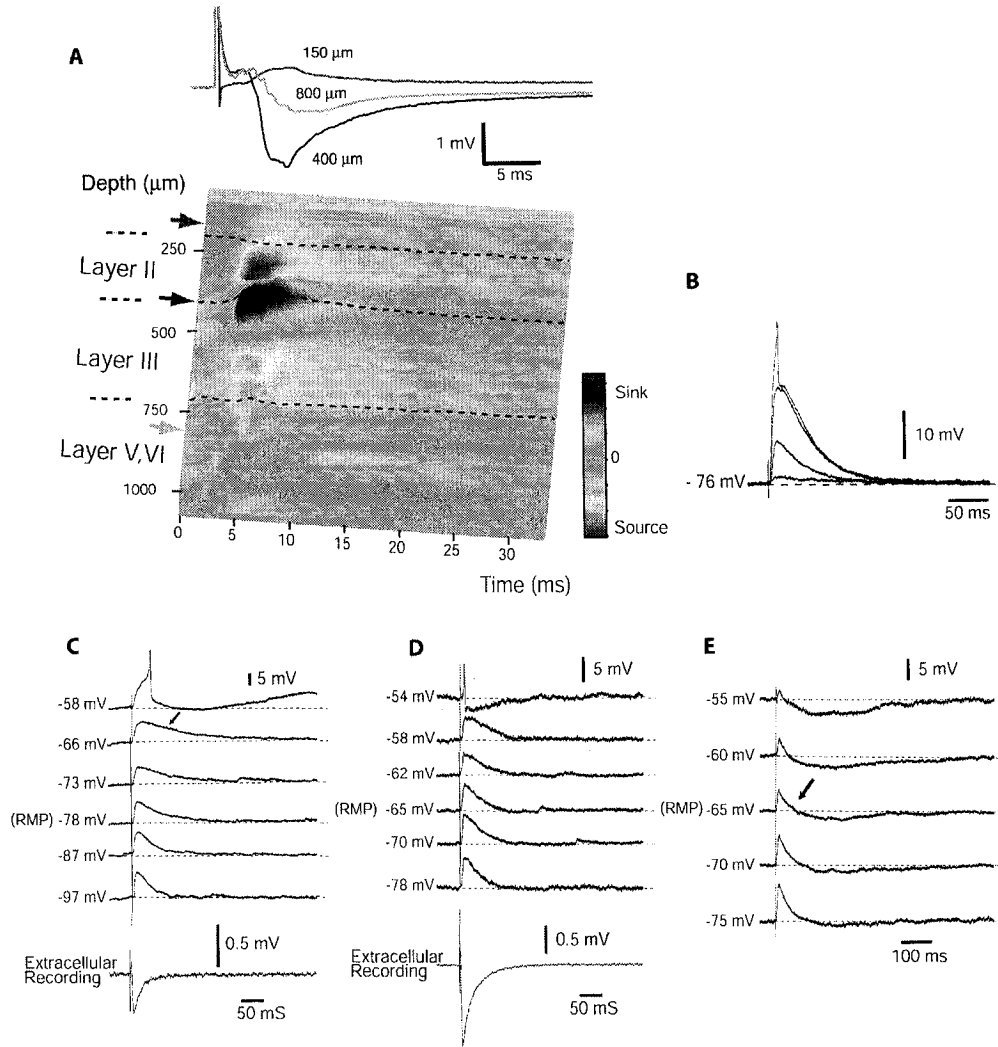 A
150 µm
800 µm
400 µm
1 mV
5 ms
Depth (µm)
250
Layer II
500
Layer III
750
Layer V,VI
1000
0
5
10
15
20
25
30
Time (ms)
Sink
0
Source
B
10 mV
- 76 mV
50 ms
C
5 mV
-58 mV
-66 mV
-73 mV
(RMP) -78 mV
-87 mV
-97 mV
0.5 mV
Extracellular
Recording
50 mS
D
5 mV
-54 mV
-58 mV
-62 mV
(RMP) -65 mV
-70 mV
-78 mV
0.5 mV
Extracellular
Recording
50 mS
E
5 mV
-55 mV
-60 mV
(RMP) -65 mV
-70 mV
-75 mV
100 ms